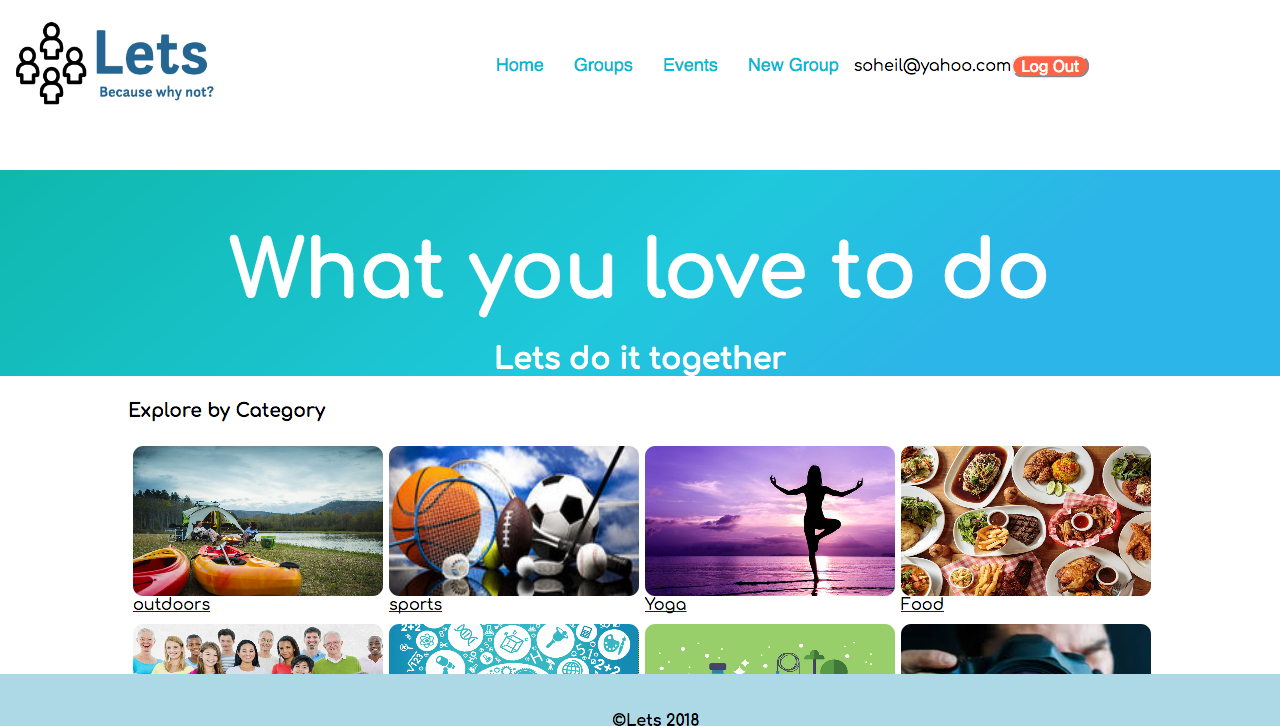 Lets
Because why not?
Home Groups Events New Group soheil@yahoo.com Log Out
What you love to do
Lets do it together
Explore by Category
outdoors sports Yoga Food
©Lets 2018